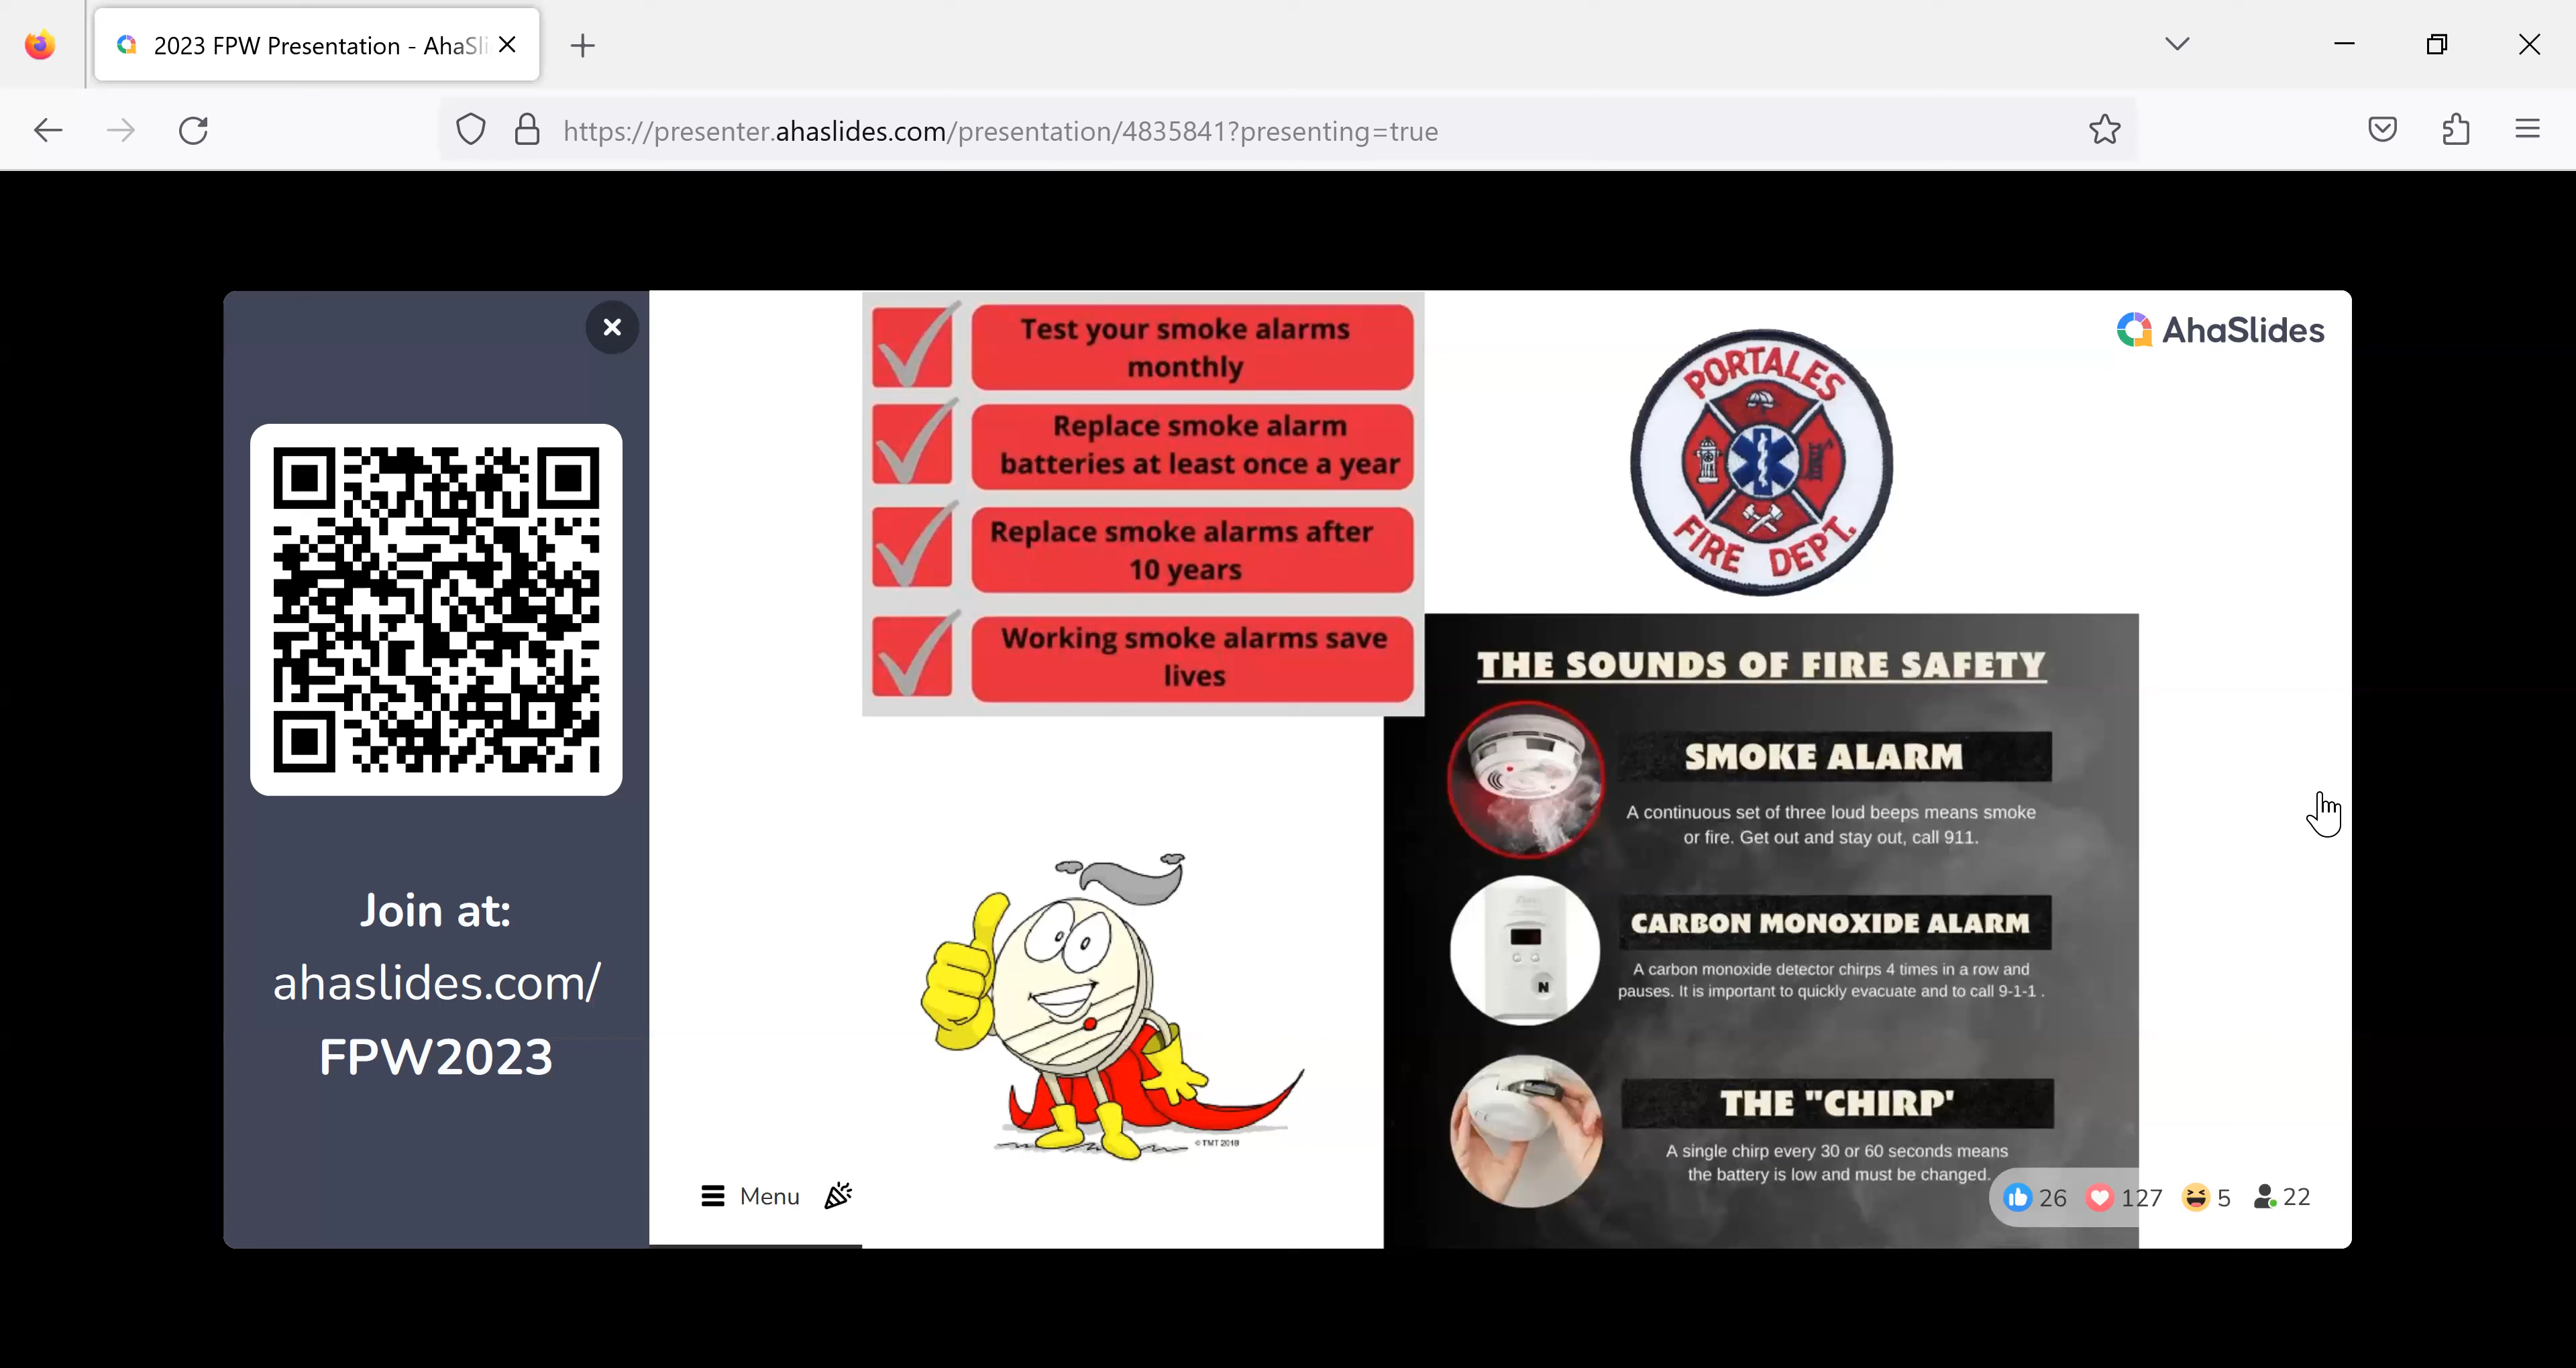 2023 FPW Presentation - AhaSli
https://presenter.ahaslides.com/presentation/4835841?presenting=true
Join at:
ahaslides.com/
FPW2023
Test your smoke alarms
monthly
Replace smoke alarm
batteries at least once a year
Replace smoke alarms after
10 years
Working smoke alarms save
lives
© TMT 2018
Menu
PORTALES
FIRE DEPT.
AhaSlides
THE SOUNDS OF FIRE SAFETY
SMOKE ALARM
A continuous set of three loud beeps means smoke
or fire. Get out and stay out, call 911.
N
CARBON MONOXIDE ALARM
A carbon monoxide detector chirps 4 times in a row and
pauses. It is important to quickly evacuate and to call 9-1-1 .
THE "CHIRP'
A single chirp every 30 or 60 seconds means
the battery is low and must be changed.
26 127 5 22